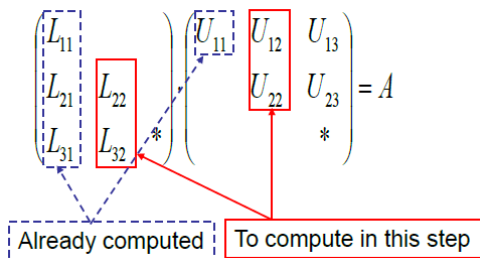 L11 U11 U12 U13
L21 L22 · U22 U23 = A
L31 L32 * *
Already computed To compute in this step